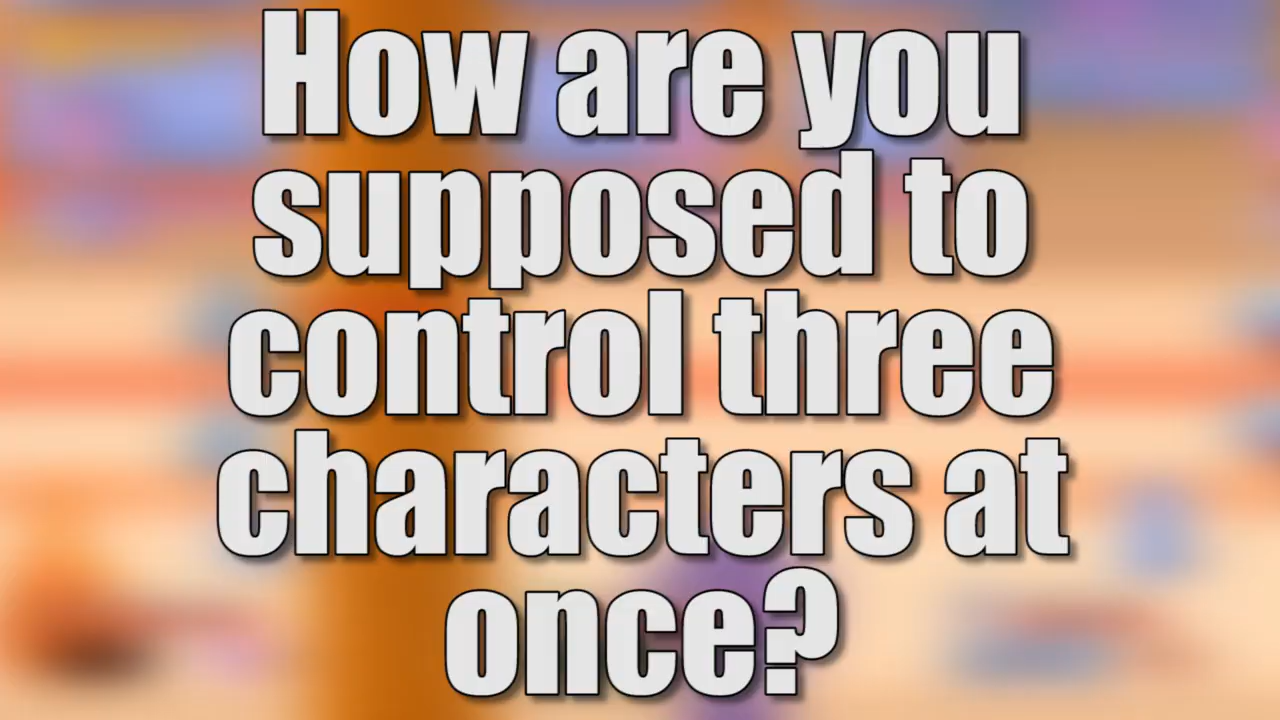 How are you
supposed to
control three
characters at
once?